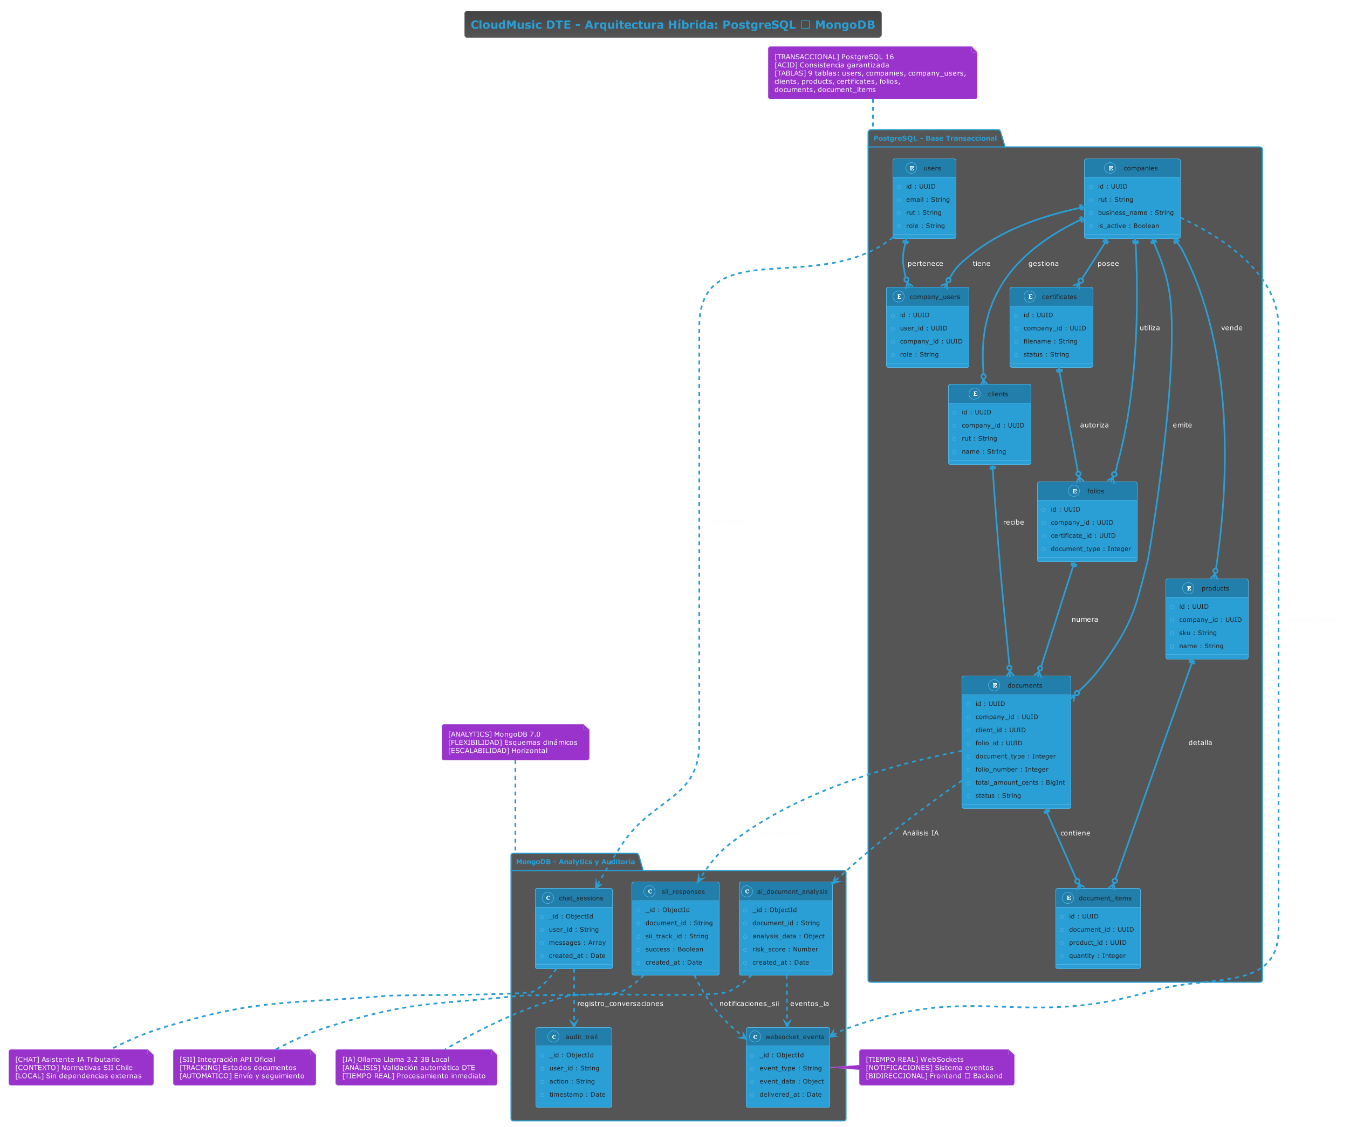 CloudMusic DTE - Arquitectura Híbrida: PostgreSQL □ MongoDB
[TRANSACCIONAL] PostgreSQL 16
[ACID] Consistencia garantizada
[TABLAS] 9 tablas: users, companies, company_users,
clients, products, certificates, folios,
documents, document_items
PostgreSQL - Base Transaccional
E users
id : UUID
email : String
rut : String
role : String
E companies
id : UUID
rut : String
business_name : String
is_active : Boolean
pertenece
tiene
gestiona
posee
E company_users
id : UUID
user_id : UUID
company_id : UUID
role : String
E certificates
id : UUID
company_id : UUID
filename : String
status : String
utiliza
vende
E clients
id : UUID
company_id : UUID
rut : String
name : String
autoriza
emite
E folios
id : UUID
company_id : UUID
certificate_id : UUID
document_type : Integer
recibe
E products
id : UUID
company_id : UUID
sku : String
name : String
numera
E documents
id : UUID
company_id : UUID
client_id : UUID
folio_id : UUID
document_type : Integer
folio_number : Integer
total_amount_cents : BigInt
status : String
detalla
[ANALYTICS] MongoDB 7.0
[FLEXIBILIDAD] Esquemas dinámicos
[ESCALABILIDAD] Horizontal
Análisis IA
contiene
MongoDB - Analytics y Auditoría
C chat_sessions
_id : ObjectId
user_id : String
messages : Array
created_at : Date
C sii_responses
_id : ObjectId
document_id : String
sii_track_id : String
success : Boolean
created_at : Date
C ai_document_analysis
_id : ObjectId
document_id : String
analysis_data : Object
risk_score : Number
created_at : Date
E document_items
id : UUID
document_id : UUID
product_id : UUID
quantity : Integer
registro_conversaciones
notificaciones_sii
eventos_ia
C audit_trail
_id : ObjectId
user_id : String
action : String
timestamp : Date
C websocket_events
_id : ObjectId
event_type : String
event_data : Object
delivered_at : Date
[CHAT] Asistente IA Tributario
[CONTEXTO] Normativas SII Chile
[LOCAL] Sin dependencias externas
[SII] Integración API Oficial
[TRACKING] Estados documentos
[AUTOMATICO] Envío y seguimiento
[IA] Ollama Llama 3.2 3B Local
[ANÁLISIS] Validación automática DTE
[TIEMPO REAL] Procesamiento inmediato
[TIEMPO REAL] WebSockets
[NOTIFICACIONES] Sistema eventos
[BIDIRECCIONAL] Frontend □ Backend